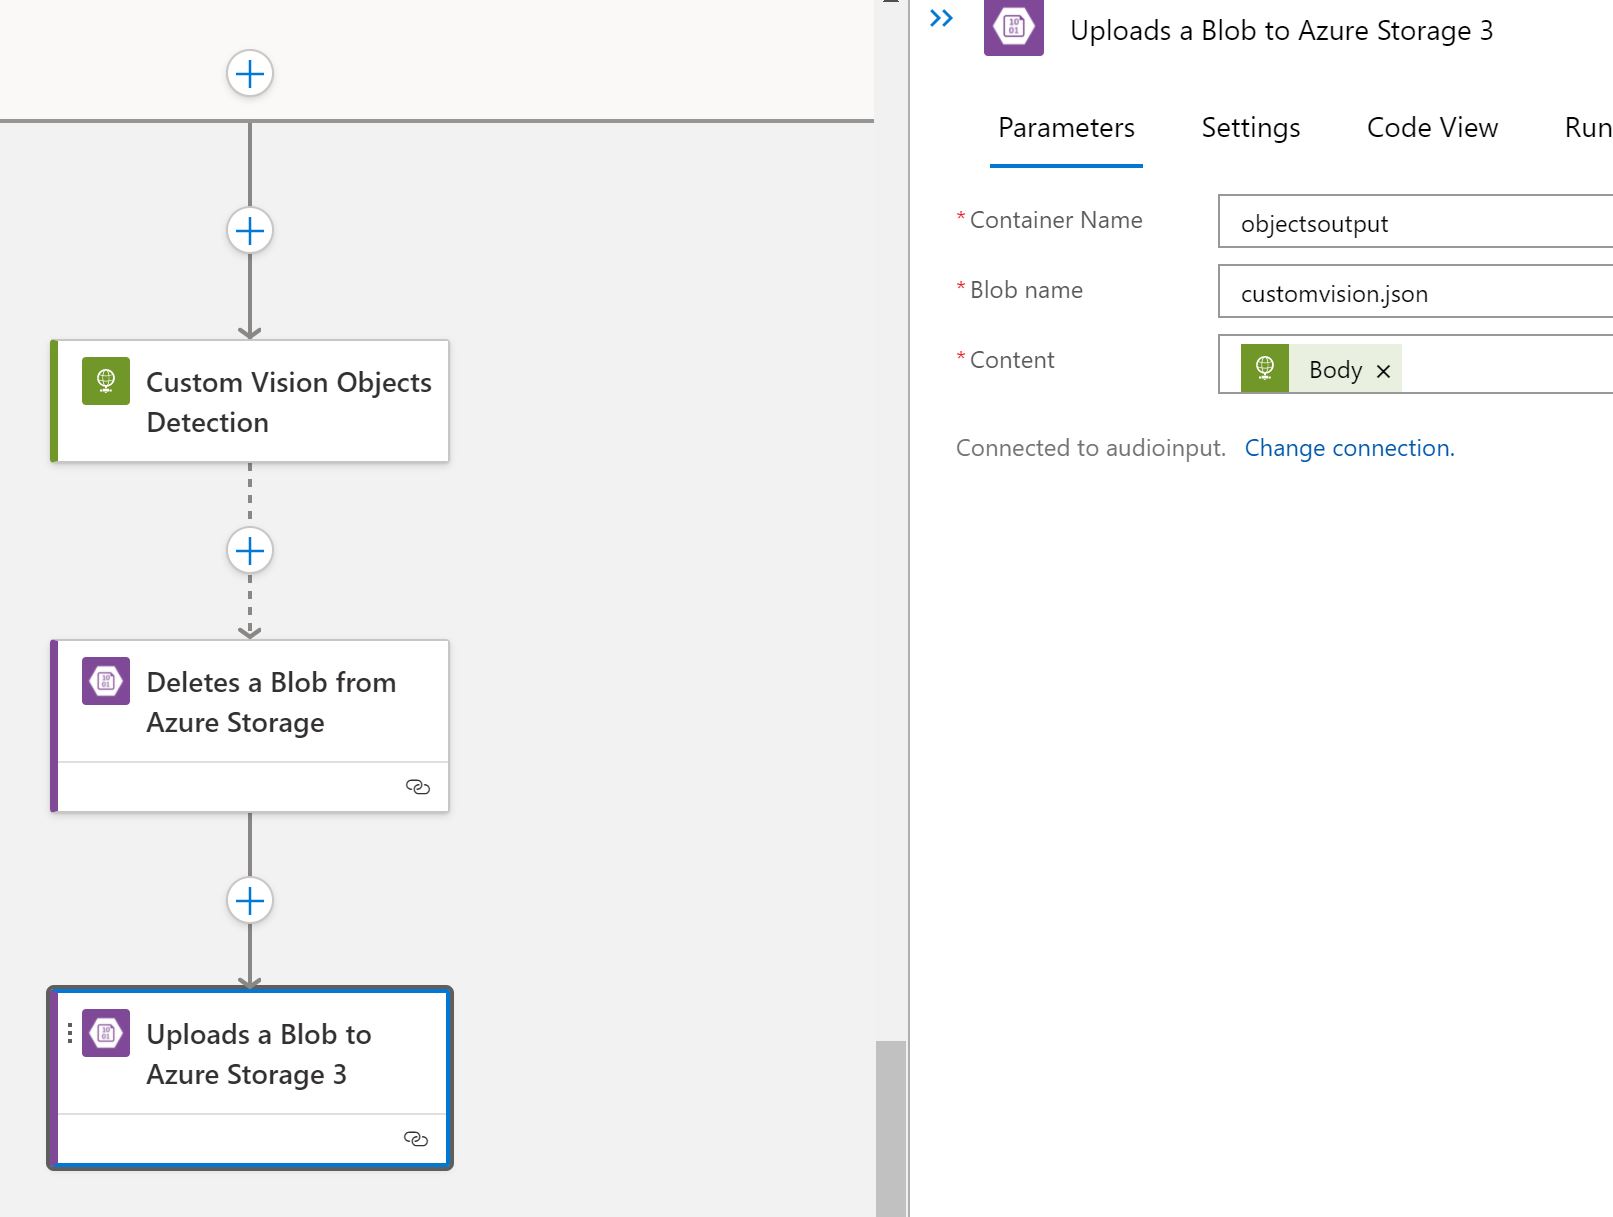 Uploads a Blob to Azure Storage 3
Parameters Settings Code View Run
* Container Name objectsoutput
* Blob name customvision.json
* Content Body ×
Connected to audioinput. Change connection.
Custom Vision Objects
Detection
Deletes a Blob from
Azure Storage
Uploads a Blob to
Azure Storage 3